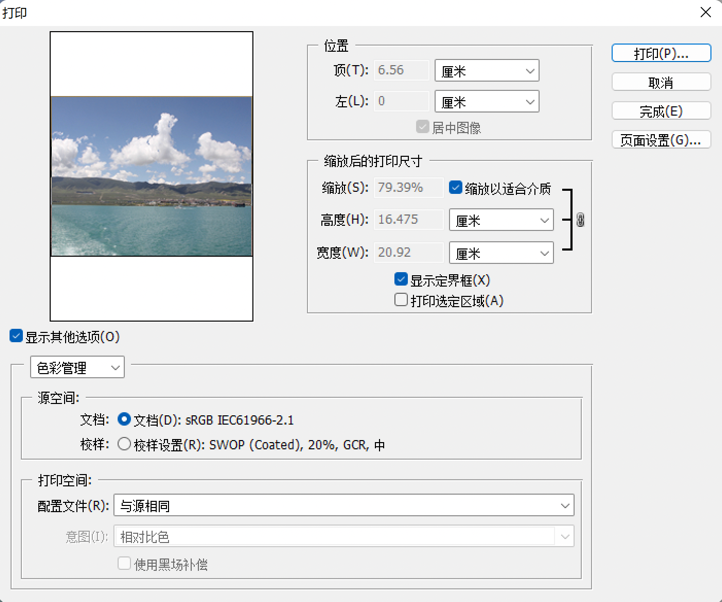 打印
位置
顶(T): 6.56 厘米
左(L): 0 厘米
居中图像
打印(P)...
取消
完成(E)
页面设置(G)...
缩放后的打印尺寸
缩放(S): 79.39% 缩放以适合介质
高度(H): 16.475 厘米
宽度(W): 20.92 厘米
显示定界框(X)
打印选定区域(A)
显示其他选项(O)
色彩管理
源空间:
文档: 文档(D): sRGB IEC61966-2.1
校样: 校样设置(R): SWOP (Coated), 20%, GCR, 中
打印空间:
配置文件(R): 与源相同
意图(I): 相对比色
使用黑场补偿